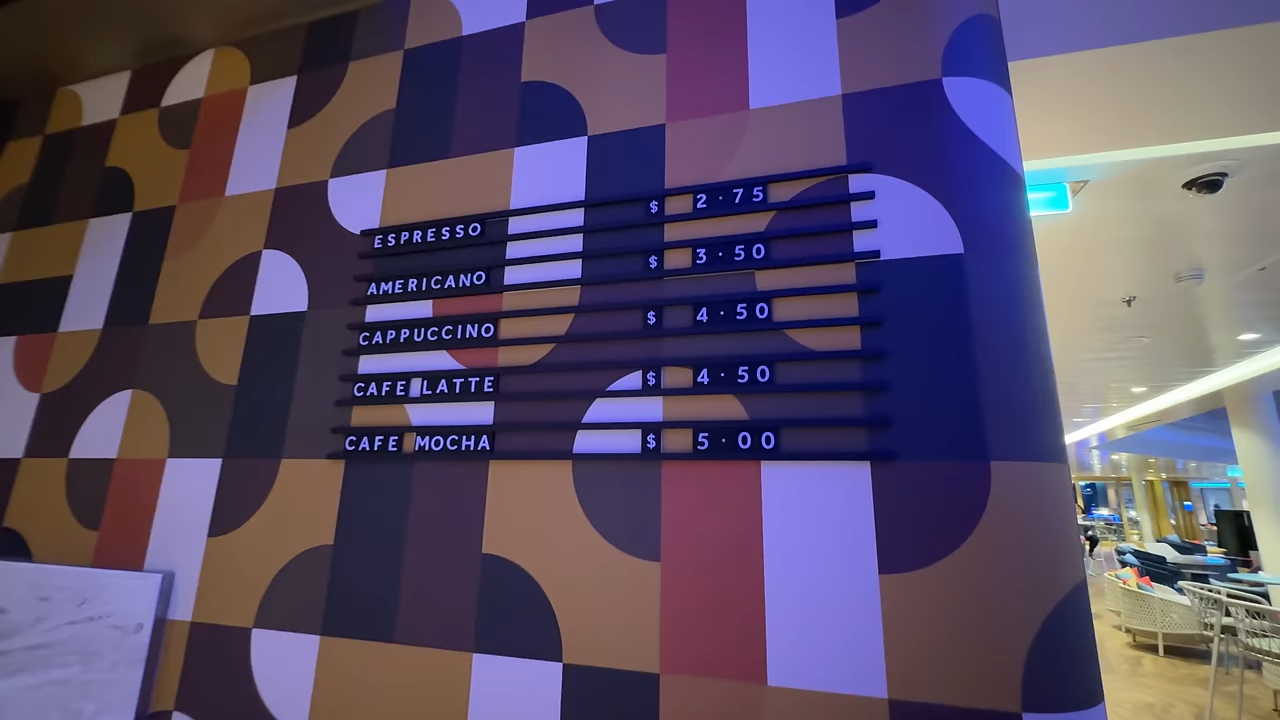 ESPRESSO $ 2·75
AMERICANO $ 3·50
CAPPUCCINO $ 4·50
CAFE LATTE $ 4·50
CAFE MOCHA $ 5·00